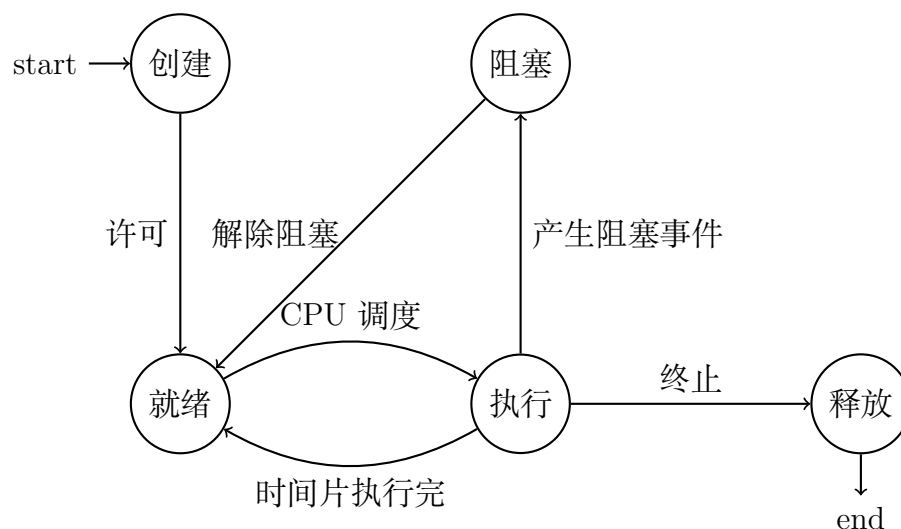 start
创建
阻塞
许可
解除阻塞
产生阻塞事件
CPU 调度
就绪
执行
终止
释放
时间片执行完
end